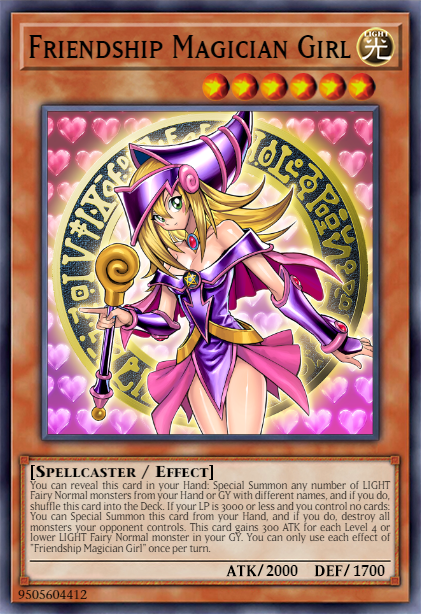 Friendship Magician Girl
LIGHT
光
[Spellcaster / Effect]
You can reveal this card in your Hand: Special Summon any number of LIGHT
Fairy Normal monsters from your Hand or GY with different names, and if you do,
shuffle this card into the Deck. If your LP is 3000 or less and you control no cards:
You can Special Summon this card from your Hand, and if you do, destroy all
monsters your opponent controls. This card gains 300 ATK for each Level 4 or
lower LIGHT Fairy Normal monster in your GY. You can only use each effect of
"Friendship Magician Girl" once per turn.
ATK/2000 DEF/1700
9505604412